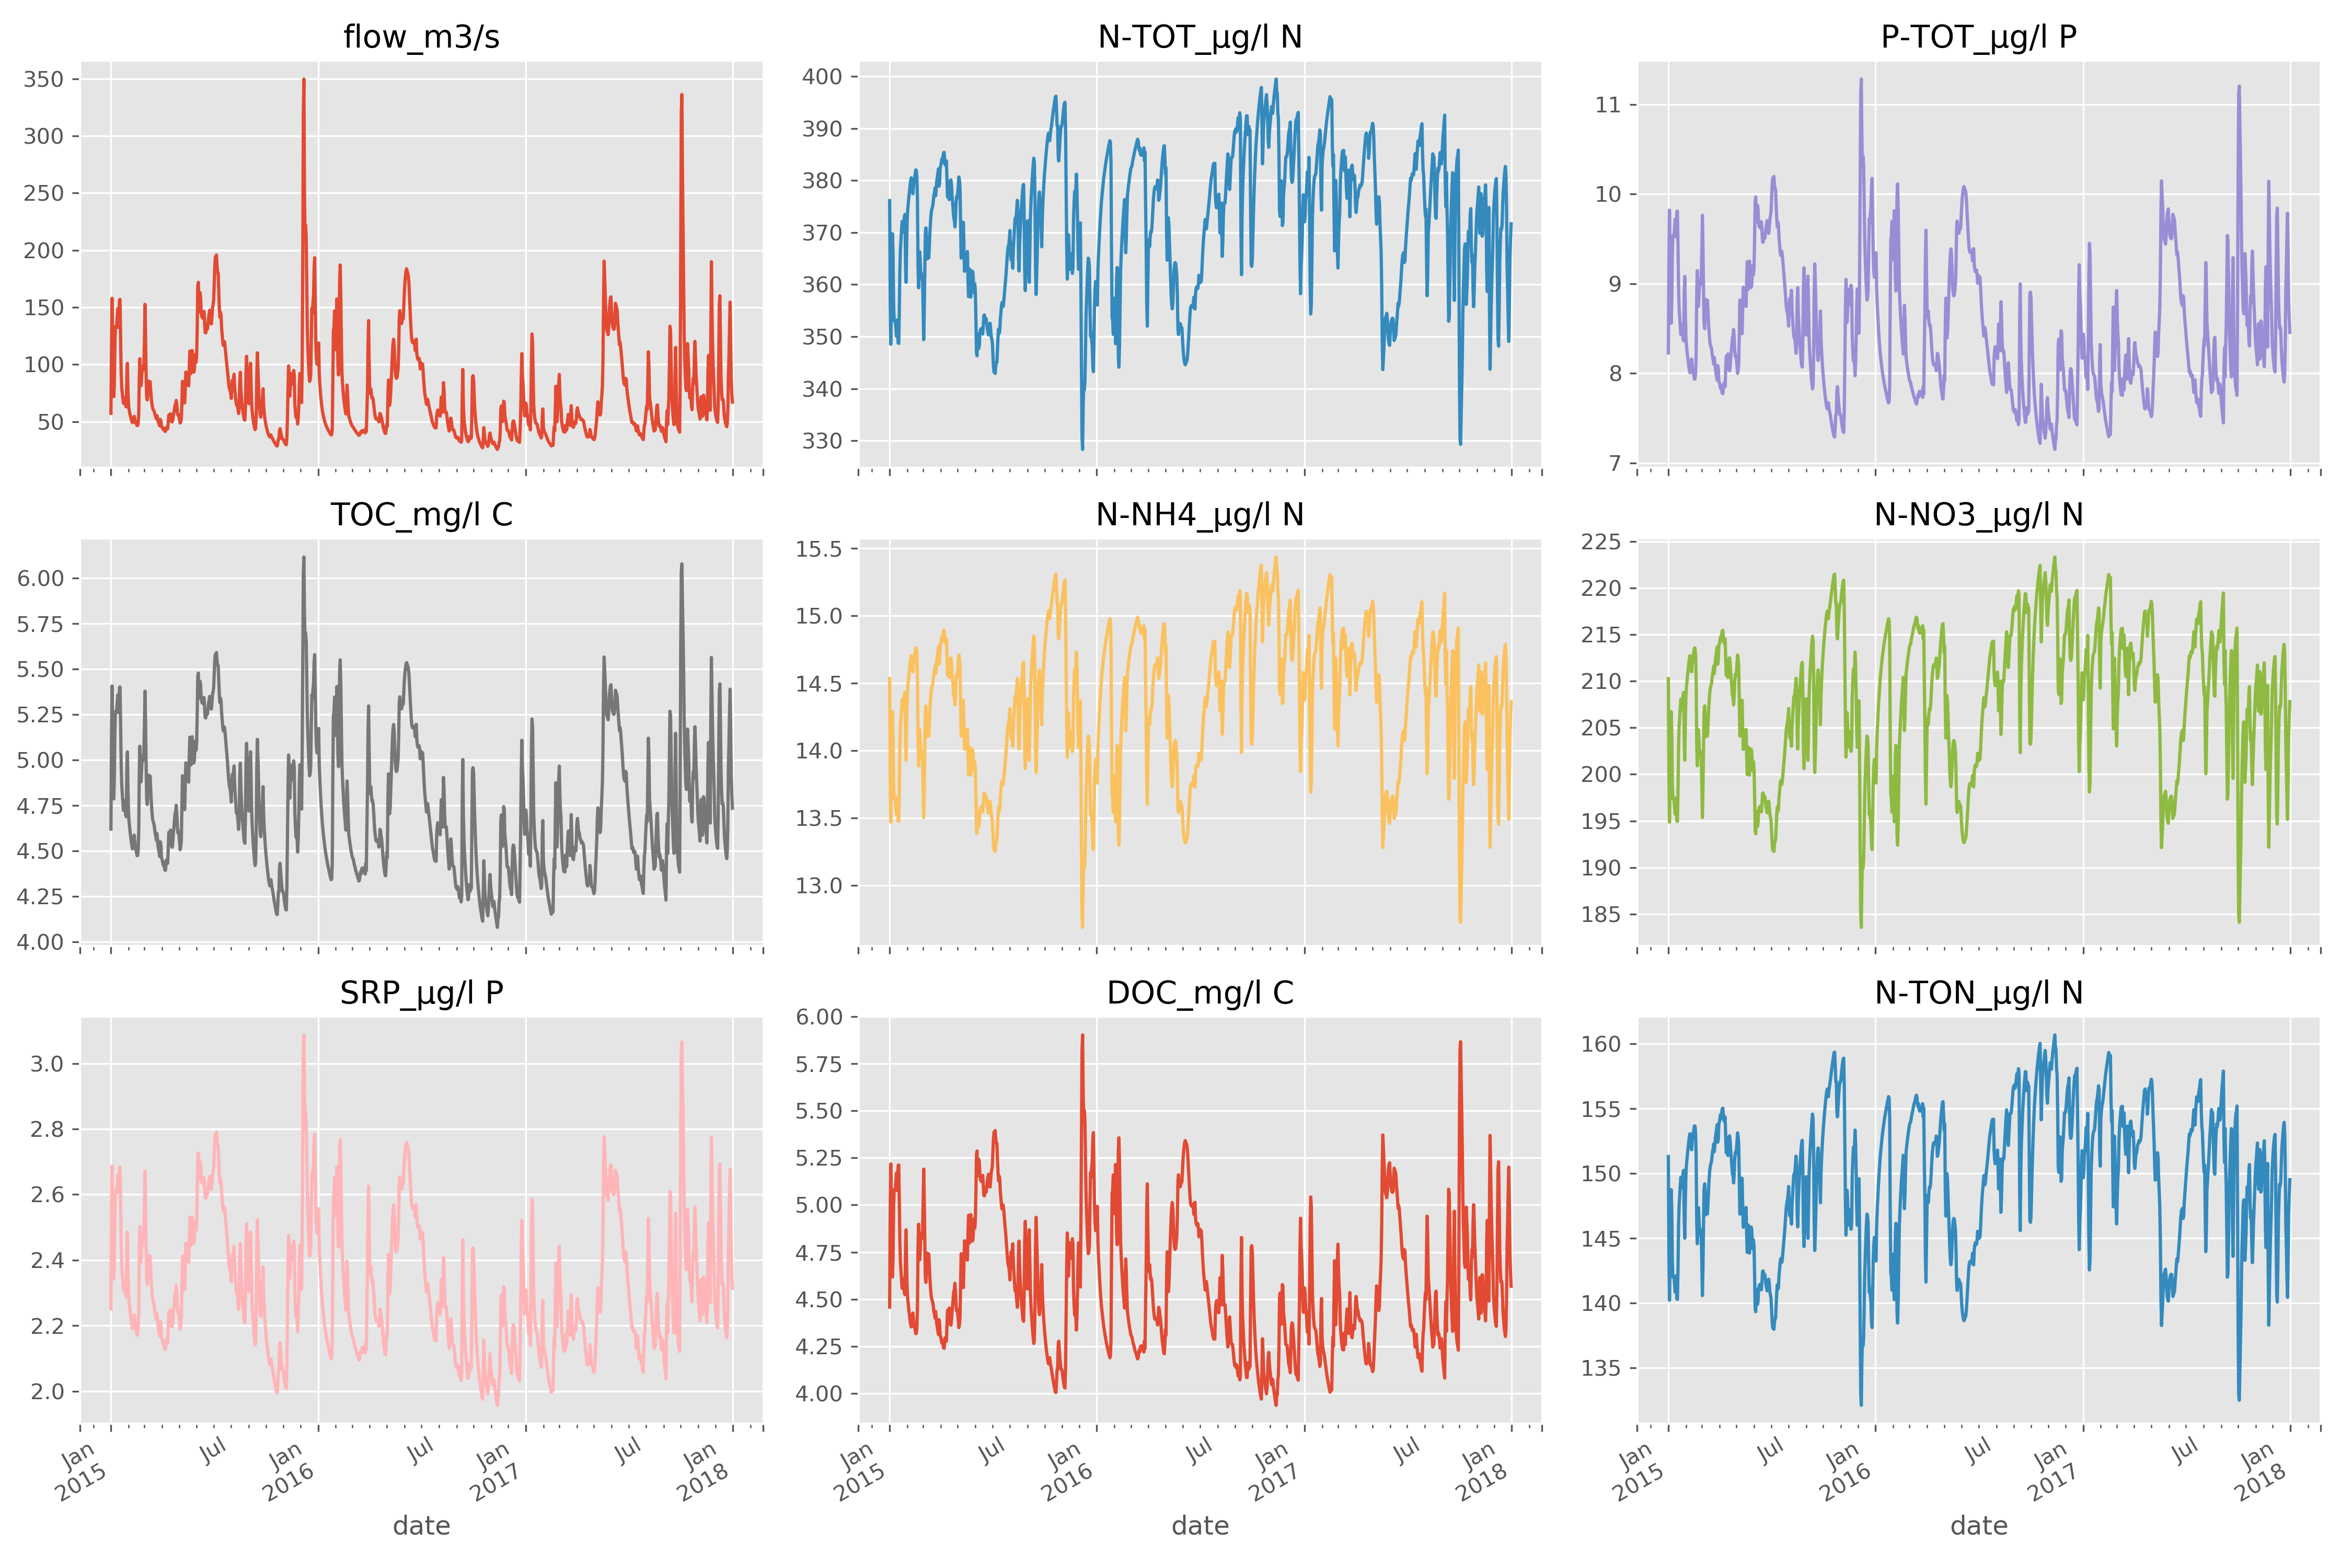 flow_m3/s
350
300
250
200
150
100
50
N-TOT_µg/l N
400
390
380
370
360
350
340
330
P-TOT_µg/l P
11
10
9
8
7
TOC_mg/l C
6.00
5.75
5.50
5.25
5.00
4.75
4.50
4.25
4.00
N-NH4_µg/l N
15.5
15.0
14.5
14.0
13.5
13.0
N-NO3_µg/l N
225
220
215
210
205
200
195
190
185
SRP_µg/l P
3.0
2.8
2.6
2.4
2.2
2.0
Jan
2015
Jul
Jan
2016
Jul
Jan
2017
Jul
Jan
2018
date
DOC_mg/l C
6.00
5.75
5.50
5.25
5.00
4.75
4.50
4.25
4.00
Jan
2015
Jul
Jan
2016
Jul
Jan
2017
Jul
Jan
2018
date
N-TON_µg/l N
160
155
150
145
140
135
Jan
2015
Jul
Jan
2016
Jul
Jan
2017
Jul
Jan
2018
date